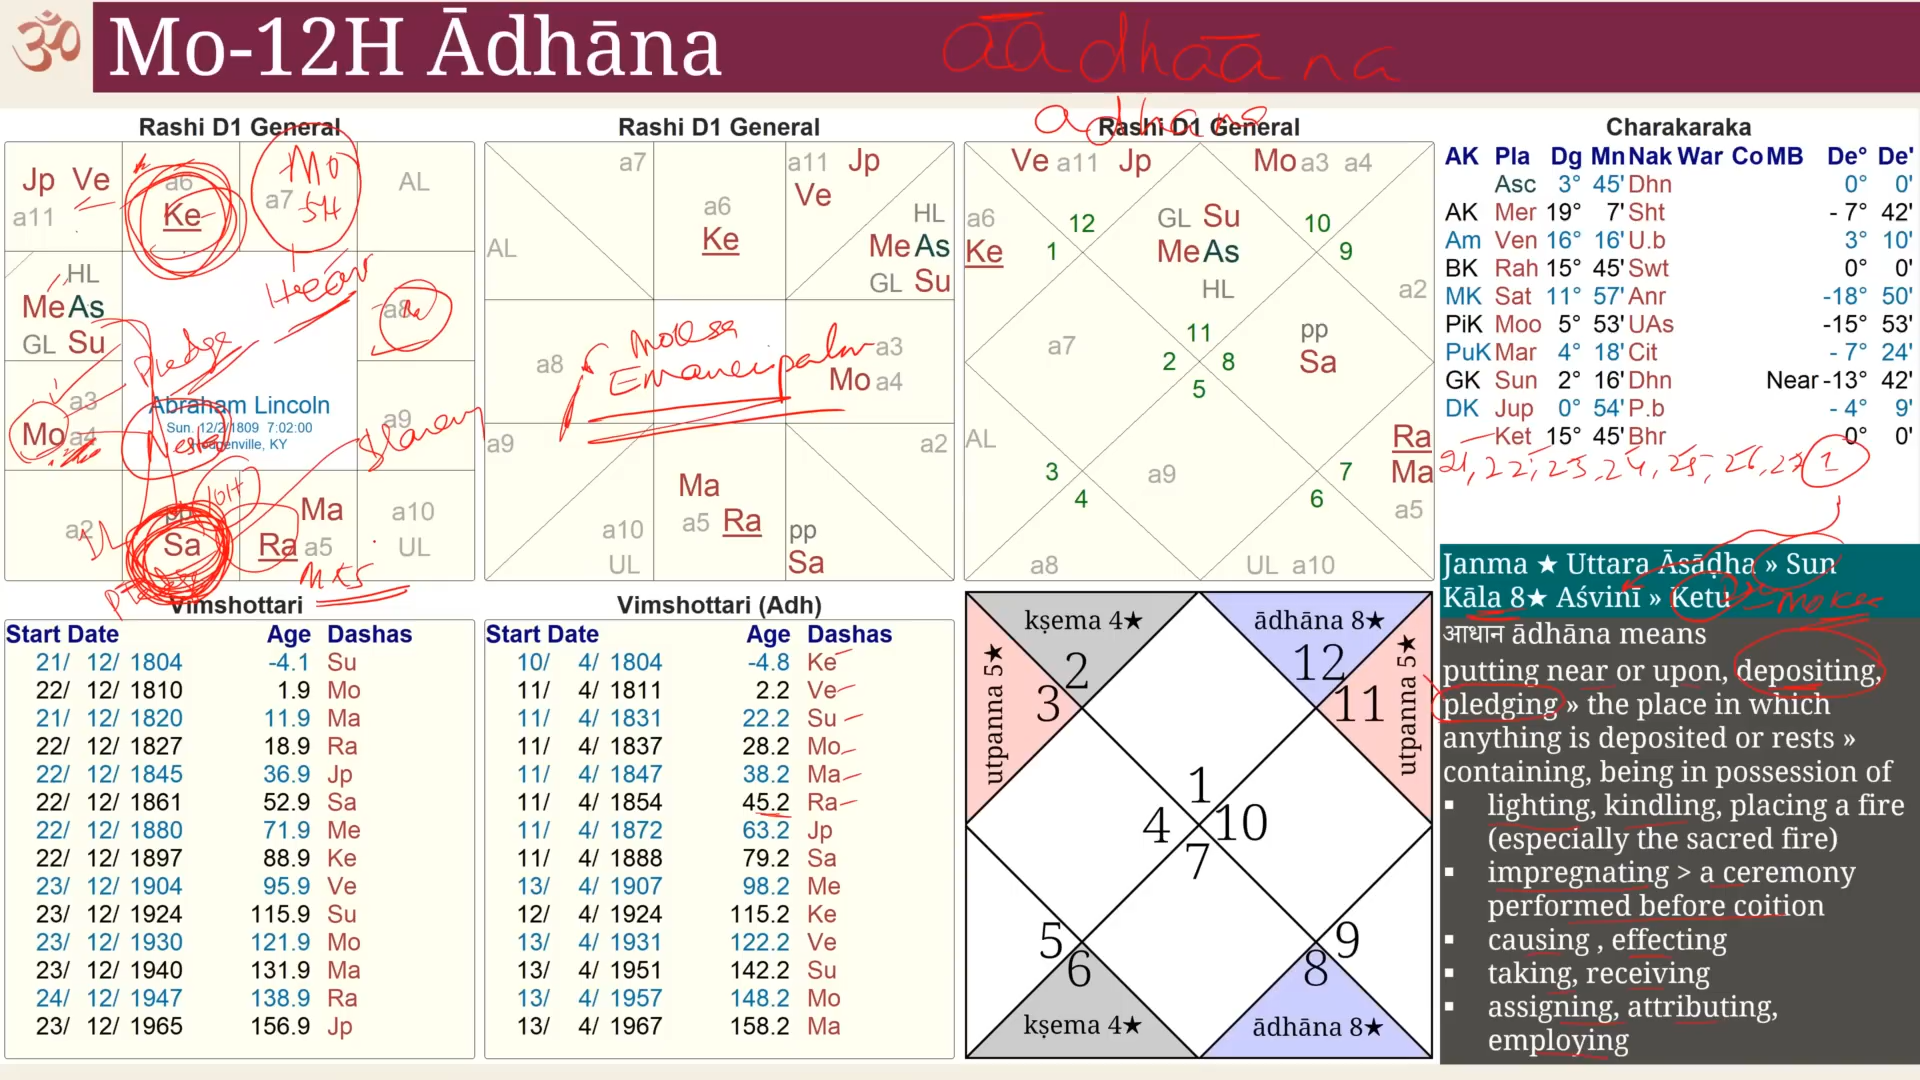 ॐ Mo-12H Ādhāna
āādhaāna
adhana
Rashi D1 General
Jp Ve
a11
a6
Ke
Mo
5H
a7
AL
HL
Me As
GL Su
Pledge
a8
a3
Mo a4
Abraham Lincoln
Sun. 12/2/1809 7:02:00
a9
Slavery
a2
10H
pp
Sa
Ra
Ma
a5
a10
UL
MKS
Rashi D1 General
a7
a11 Jp
Ve
a6
Ke
AL
HL
Me As
GL Su
a8
Moksa
Emancipation
a3
Mo a4
a9
a2
Ma
a5 Ra
a10
UL
pp
Sa
Rashi D1 General
Ve a11 Jp
Mo a3 a4
a6
Ke
12
1
GL Su
Me As
HL
10
9
a2
a7
11
2 8
5
pp
Sa
AL
3
4
a9
7
6
Ra
Ma
a5
a8
UL a10
Charakaraka
AK Pla Dg Mn Nak War Co MB De° De'
Asc 3° 45' Dhn 0° 0'
AK Mer 19° 7' Sht - 7° 42'
Am Ven 16° 16' U.b 3° 10'
BK Rah 15° 45' Swt 0° 0'
MK Sat 11° 57' Anr -18° 50'
PiK Moo 5° 53' UAs -15° 53'
PuK Mar 4° 18' Cit - 7° 24'
GK Sun 2° 16' Dhn Near -13° 42'
DK Jup 0° 54' P.b - 4° 9'
Ket 15° 45' Bhr 0° 0'
21, 22, 23, 24, 25, 26, 27 1
Vimshottari
Start Date Age Dashas
21/ 12/ 1804 -4.1 Su
22/ 12/ 1810 1.9 Mo
21/ 12/ 1820 11.9 Ma
22/ 12/ 1827 18.9 Ra
22/ 12/ 1845 36.9 Jp
22/ 12/ 1861 52.9 Sa
22/ 12/ 1880 71.9 Me
22/ 12/ 1897 88.9 Ke
23/ 12/ 1904 95.9 Ve
23/ 12/ 1924 115.9 Su
23/ 12/ 1930 121.9 Mo
23/ 12/ 1940 131.9 Ma
24/ 12/ 1947 138.9 Ra
23/ 12/ 1965 156.9 Jp
Vimshottari (Adh)
Start Date Age Dashas
10/ 4/ 1804 -4.8 Ke
11/ 4/ 1811 2.2 Ve
11/ 4/ 1831 22.2 Su
11/ 4/ 1837 28.2 Mo
11/ 4/ 1847 38.2 Ma
11/ 4/ 1854 45.2 Ra
11/ 4/ 1872 63.2 Jp
11/ 4/ 1888 79.2 Sa
13/ 4/ 1907 98.2 Me
12/ 4/ 1924 115.2 Ke
13/ 4/ 1931 122.2 Ve
13/ 4/ 1951 142.2 Su
13/ 4/ 1957 148.2 Mo
13/ 4/ 1967 158.2 Ma
kṣema 4★
ādhāna 8★
utpanna 5★
2
3
12
11
utpanna 5★
1
4 10
7
5
6
9
8
kṣema 4★
ādhāna 8★
Janma ★ Uttara Āsāḍha » Sun
Kāla 8★ Aśvinī » Ketu
आधान ādhāna means
putting near or upon, depositing,
pledging » the place in which
anything is deposited or rests »
containing, being in possession of
▪ lighting, kindling, placing a fire
(especially the sacred fire)
▪ impregnating > a ceremony
performed before coition
▪ causing , effecting
▪ taking, receiving
▪ assigning, attributing,
employing